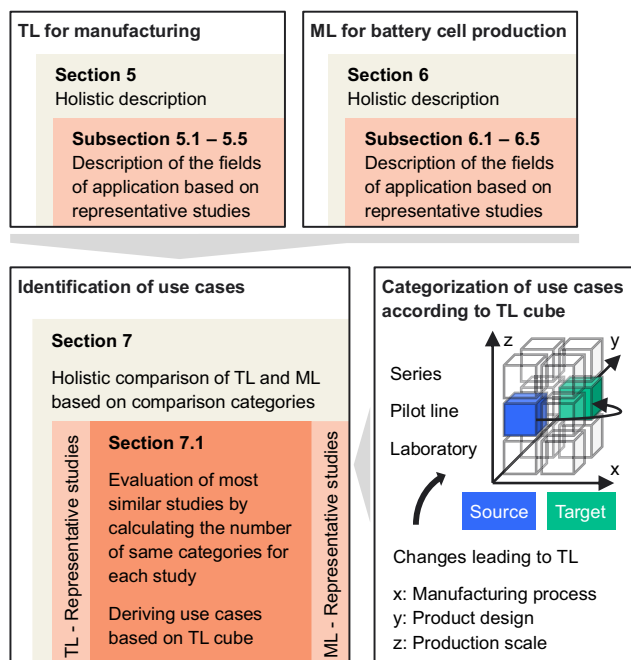 TL for manufacturing
Section 5
Holistic description
Subsection 5.1 – 5.5
Description of the fields
of application based on
representative studies
ML for battery cell production
Section 6
Holistic description
Subsection 6.1 – 6.5
Description of the fields
of application based on
representative studies
Identification of use cases
Section 7
Holistic comparison of TL and ML
based on comparison categories
TL - Representative studies
Section 7.1
Evaluation of most
similar studies by
calculating the number
of same categories for
each study
Deriving use cases
based on TL cube
ML - Representative studies
Categorization of use cases
according to TL cube
z
y
Series
Pilot line
Laboratory
x
Source
Target
Changes leading to TL
x: Manufacturing process
y: Product design
z: Production scale